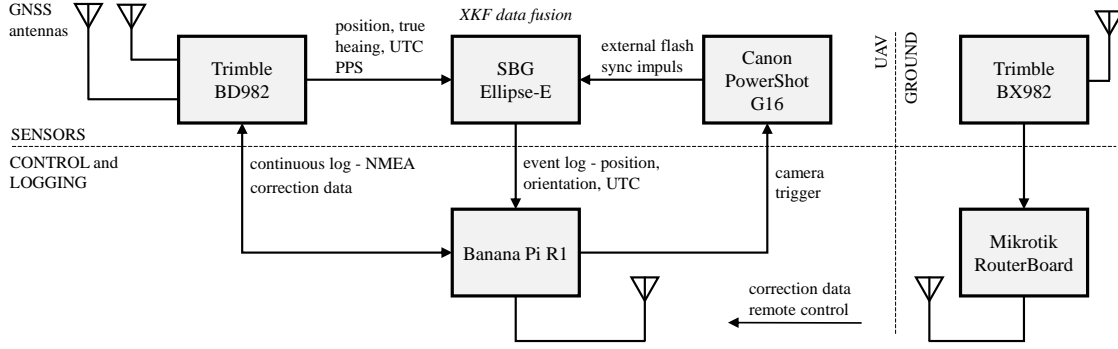 GNSS
antennas
XKF data fusion
position, true
heaing, UTC
PPS
external flash
sync impuls
Trimble
BD982
SBG
Ellipse-E
Canon
PowerShot
G16
UAV
GROUND
Trimble
BX982
SENSORS
CONTROL and
LOGGING
continuous log - NMEA
correction data
event log - position,
orientation, UTC
camera
trigger
Banana Pi R1
Mikrotik
RouterBoard
correction data
remote control